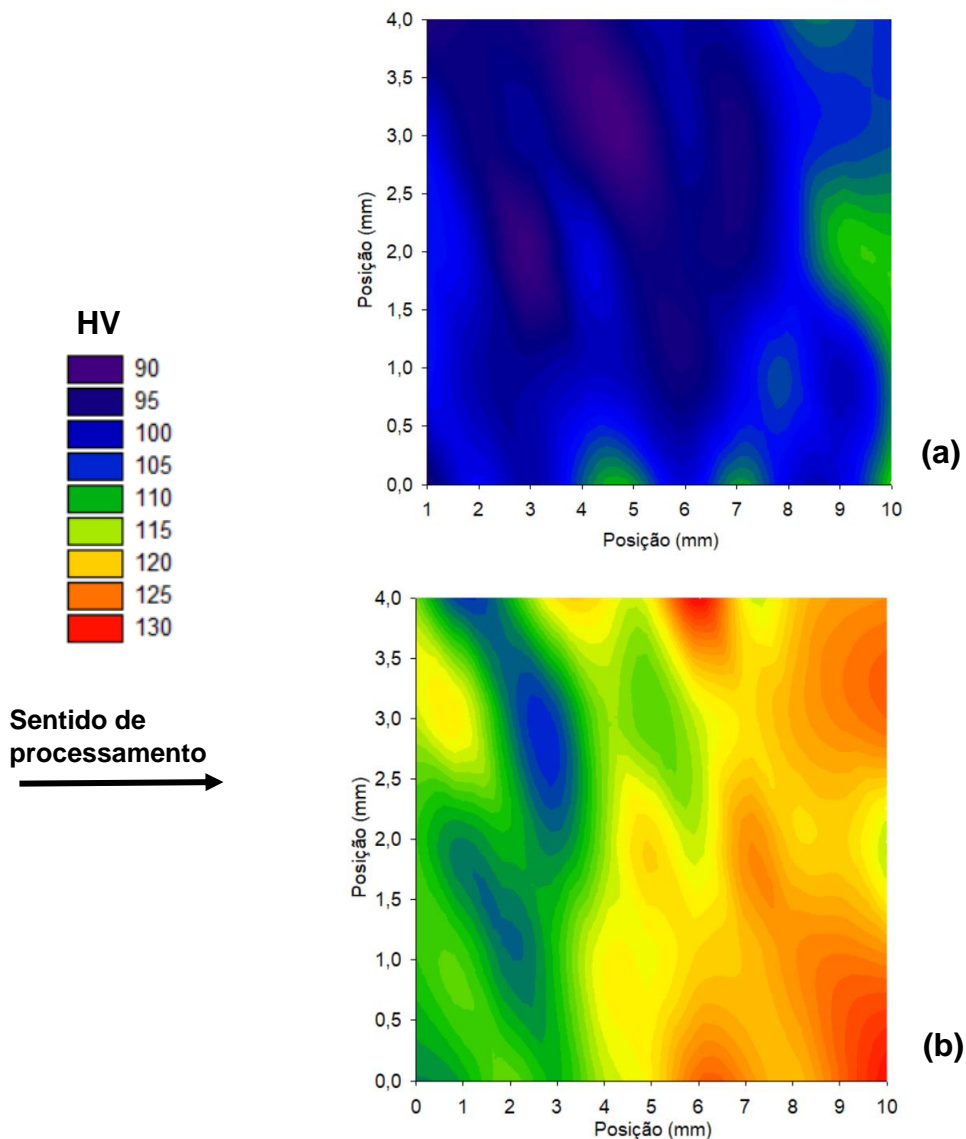 4,0
3,5
3,0
2,5
2,0
1,5
1,0
0,5
0,0
Posição (mm)
1 2 3 4 5 6 7 8 9 10
Posição (mm)
(a)
HV
90
95
100
105
110
115
120
125
130
Sentido de
processamento
4,0
3,5
3,0
2,5
2,0
1,5
1,0
0,5
0,0
Posição (mm)
0 1 2 3 4 5 6 7 8 9 10
Posição (mm)
(b)